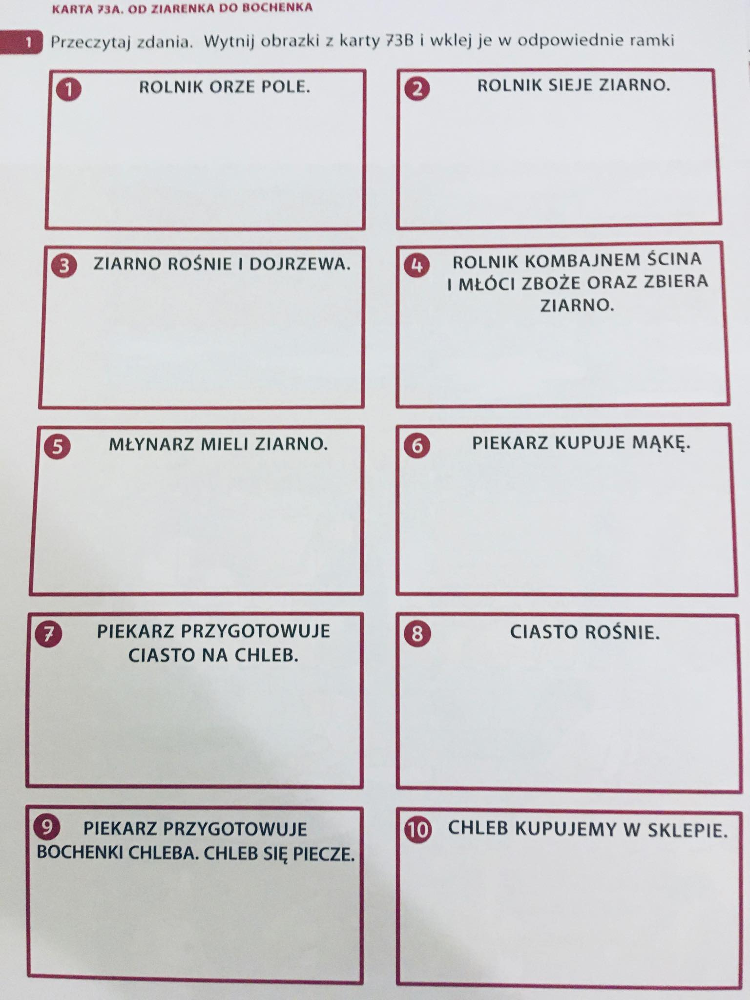 KARTA 73A. OD ZIARENKA DO BOCHENKA
1 Przeczytaj zdania. Wytnij obrazki z karty 73B i wklej je w odpowiednie ramki
1 ROLNIK ORZE POLE.
2 ROLNIK SIEJE ZIARNO.
3 ZIARNO ROŚNIE I DOJRZEWA.
4 ROLNIK KOMBAJNEM ŚCINA
I MŁÓCI ZBOŻE ORAZ ZBIERA
ZIARNO.
5 MŁYNARZ MIELI ZIARNO.
6 PIEKARZ KUPUJE MĄKĘ.
7 PIEKARZ PRZYGOTOWUJE
CIASTO NA CHLEB.
8 CIASTO ROŚNIE.
9 PIEKARZ PRZYGOTOWUJE
BOCHENKI CHLEBA. CHLEB SIĘ PIECZE.
10 CHLEB KUPUJEMY W SKLEPIE.